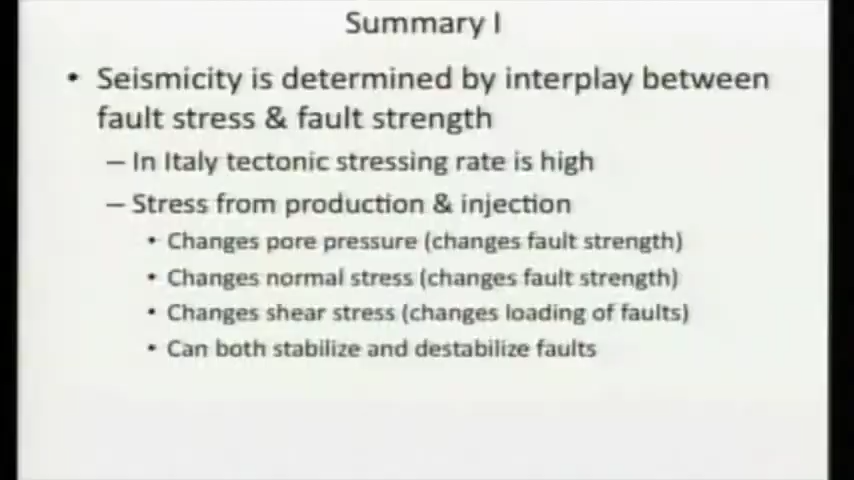 Summary I
• Seismicity is determined by interplay between
fault stress & fault strength
– In Italy tectonic stressing rate is high
– Stress from production & injection
• Changes pore pressure (changes fault strength)
• Changes normal stress (changes fault strength)
• Changes shear stress (changes loading of faults)
• Can both stabilize and destabilize faults